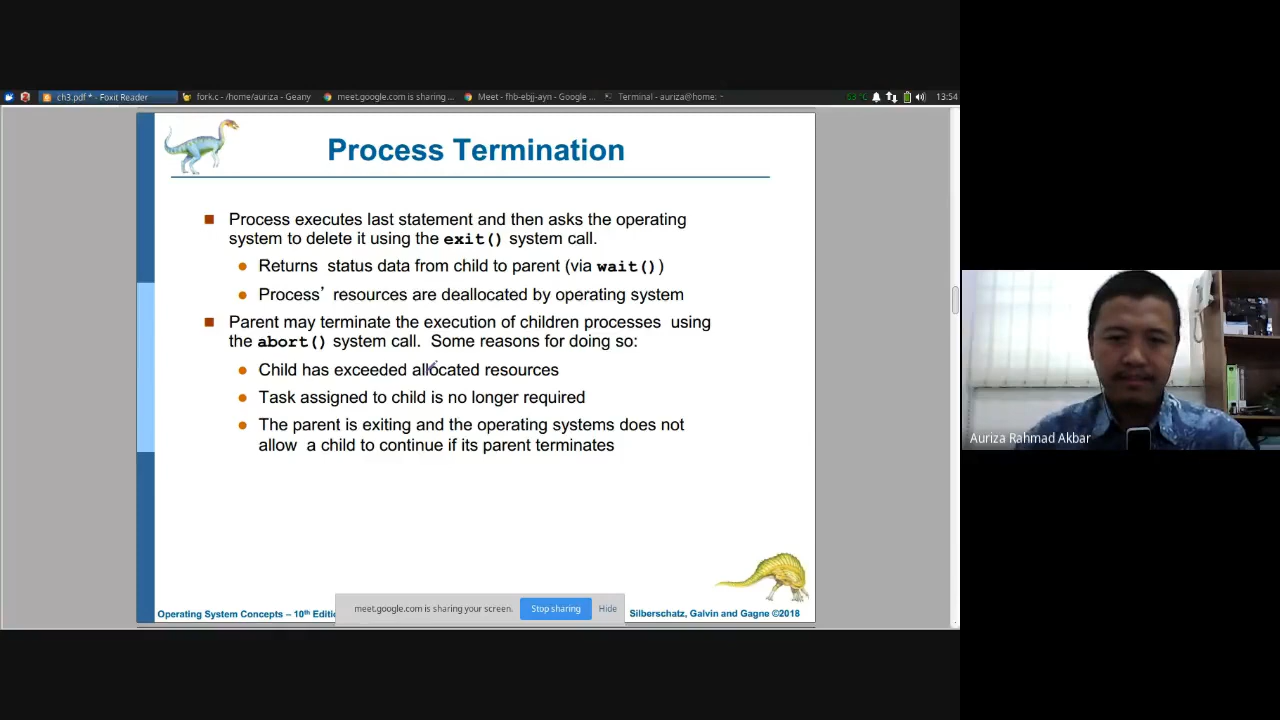 ch3.pdf * - Foxit Reader
fork.c - /home/auriza - Geany
meet.google.com is sharing ...
Meet - fhb-ebjj-ayn - Google ...
Terminal - auriza@home: ~
53 °C
13:54
Process Termination
Process executes last statement and then asks the operating
system to delete it using the exit() system call.
Returns status data from child to parent (via wait())
Process' resources are deallocated by operating system
Parent may terminate the execution of children processes using
the abort() system call. Some reasons for doing so:
Child has exceeded allocated resources
Task assigned to child is no longer required
The parent is exiting and the operating systems does not
allow a child to continue if its parent terminates
Auriza Rahmad Akbar
meet.google.com is sharing your screen. Stop sharing Hide
Operating System Concepts – 10th Editio
Silberschatz, Galvin and Gagne ©2018